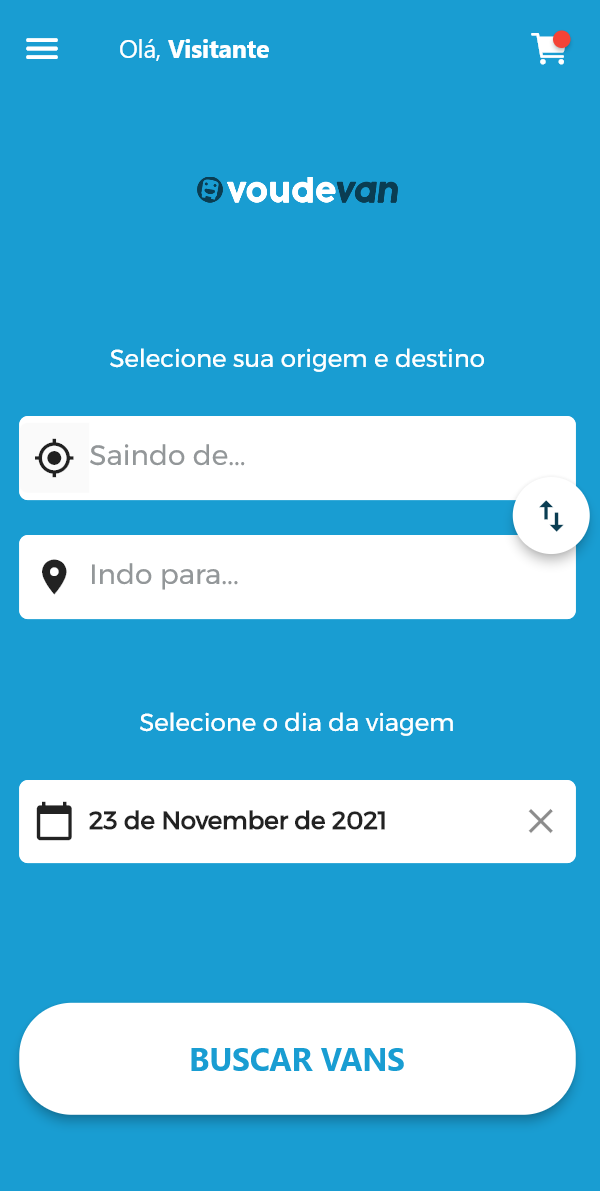 Olá, Visitante
voudevan
Selecione sua origem e destino
Saindo de...
Indo para...
Selecione o dia da viagem
23 de November de 2021
BUSCAR VANS